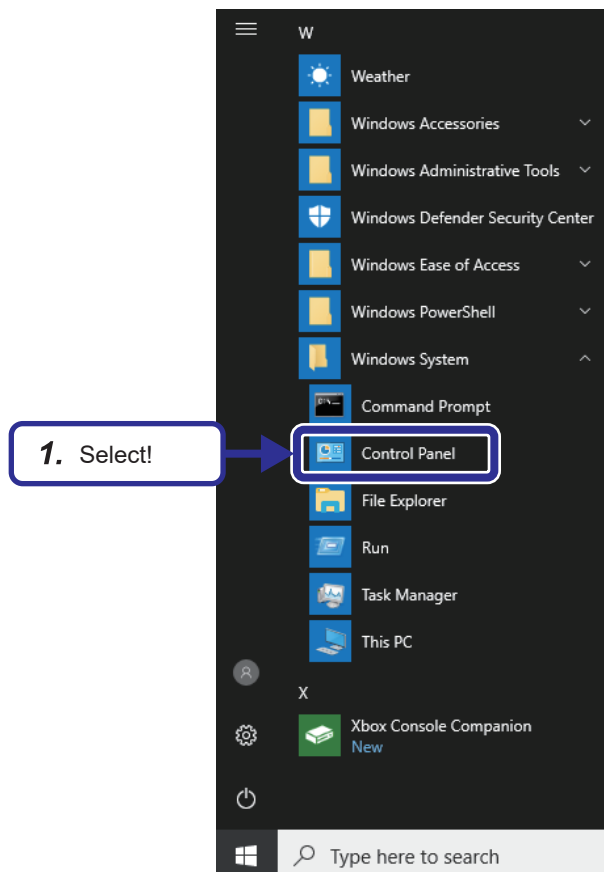 W
Weather
Windows Accessories
Windows Administrative Tools
Windows Defender Security Center
Windows Ease of Access
Windows PowerShell
Windows System
Command Prompt
1. Select!
Control Panel
File Explorer
Run
Task Manager
This PC
X
Xbox Console Companion
New
Type here to search